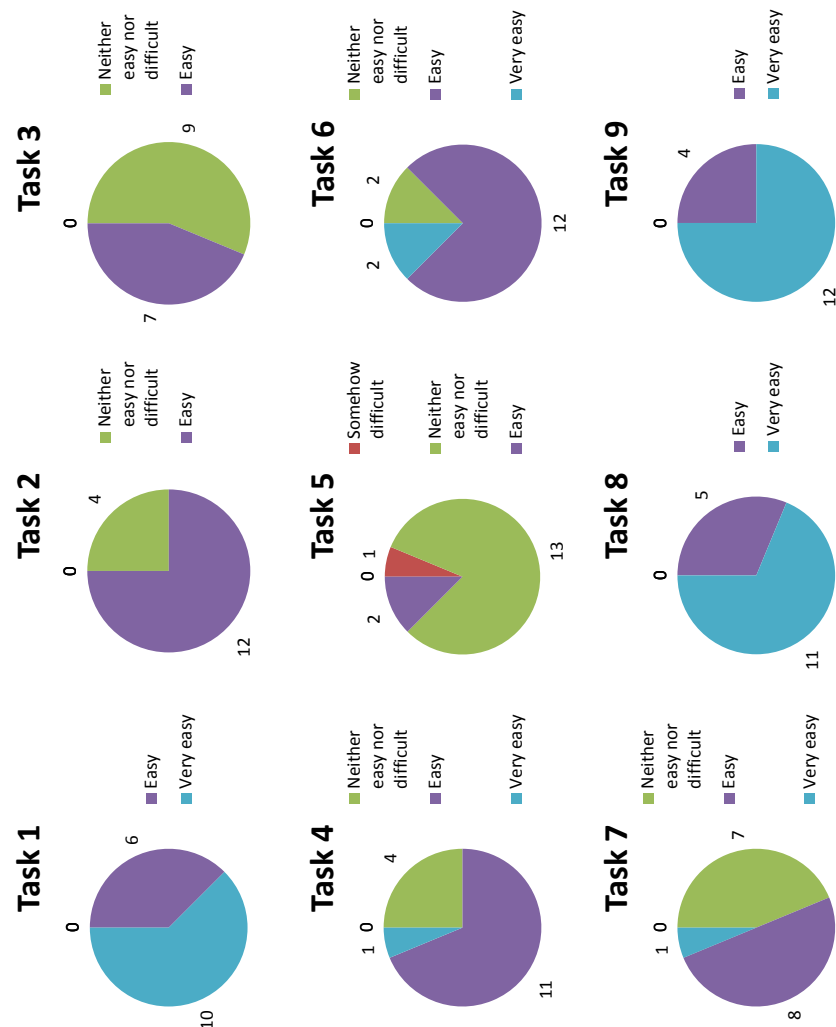 Task 1
0
6
10
Easy
Very easy
Task 2
0
4
12
Neither
easy nor
difficult
Easy
Task 3
0
9
7
Neither
easy nor
difficult
Easy
Task 4
0
1
4
11
Neither
easy nor
difficult
Easy
Very easy
Task 5
0
1
2
13
Somehow
difficult
Neither
easy nor
difficult
Easy
Task 6
0
2
2
12
Neither
easy nor
difficult
Easy
Very easy
Task 7
0
1
7
8
Neither
easy nor
difficult
Easy
Very easy
Task 8
0
5
11
Easy
Very easy
Task 9
0
4
12
Easy
Very easy